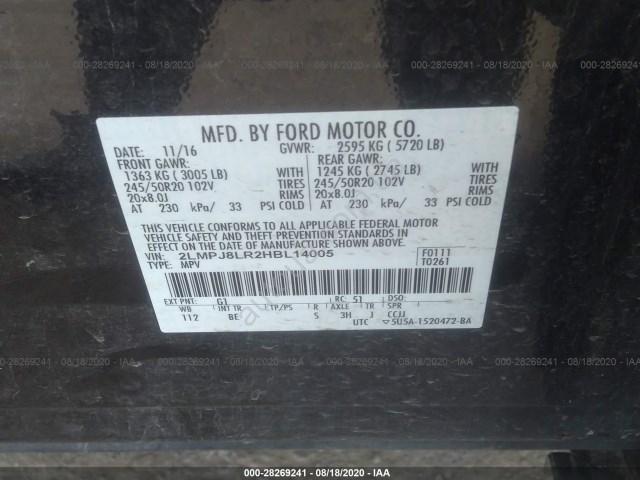 000-28269241 - 08/18/2020 - IAA
MFD. BY FORD MOTOR CO.
DATE: 11/16 GVWR: 2595 KG ( 5720 LB)
FRONT GAWR: REAR GAWR:
1363 KG ( 3005 LB) 1245 KG ( 2745 LB)
245/50R20 102V TIRES 245/50R20 102V TIRES
20x8.0J RIMS 20x8.0J RIMS
AT 230 kPa/ 33 PSI COLD AT 230 kPa/ 33 PSI COLD
THIS VEHICLE CONFORMS TO ALL APPLICABLE FEDERAL MOTOR
VEHICLE SAFETY AND THEFT PREVENTION STANDARDS IN EFFECT
ON THE DATE OF MANUFACTURE SHOWN ABOVE.
VIN: 2LMPJ8LR2HBL14005 F0111
TYPE: MPV T0261
EXT PNT: G1 RC: 51 DSO:
WB INT TR TP/PS R AXLE TR SPR
112 BE S 3H J CCJJ
UTC 5U5A-1520472-BA
000-28269241 - 08/18/2020 - IAA